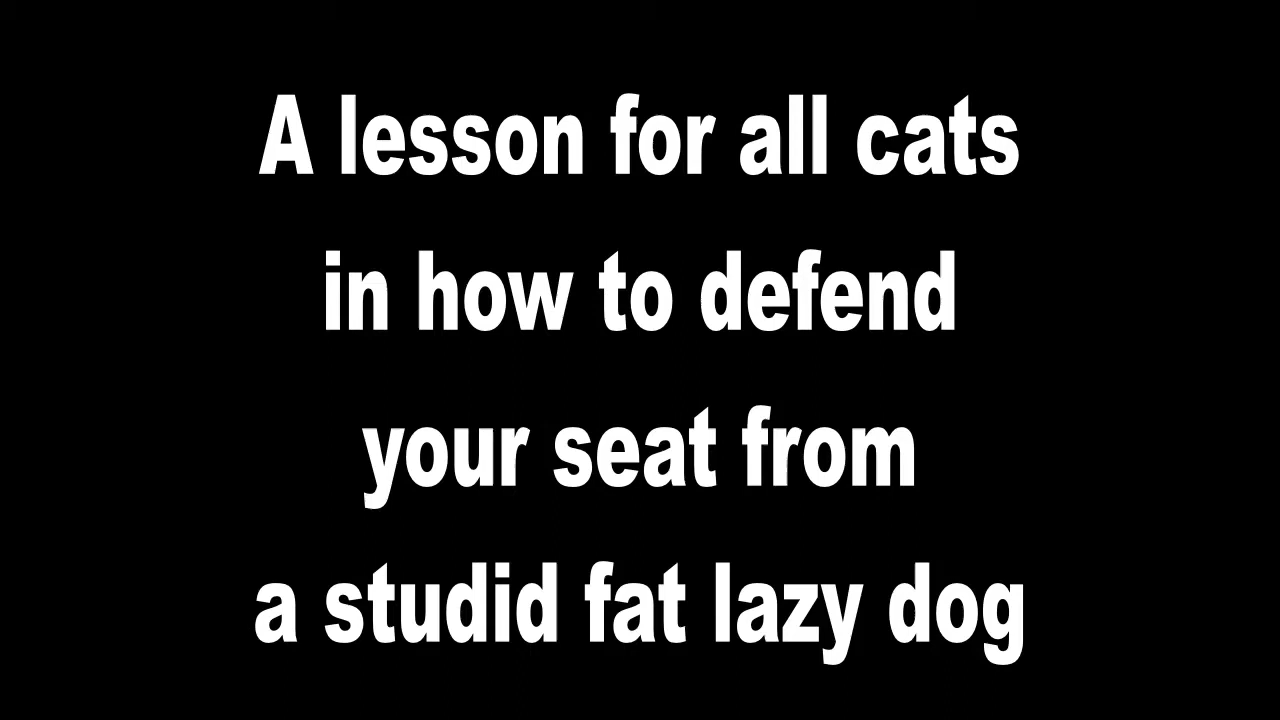 A lesson for all cats
in how to defend
your seat from
a studid fat lazy dog